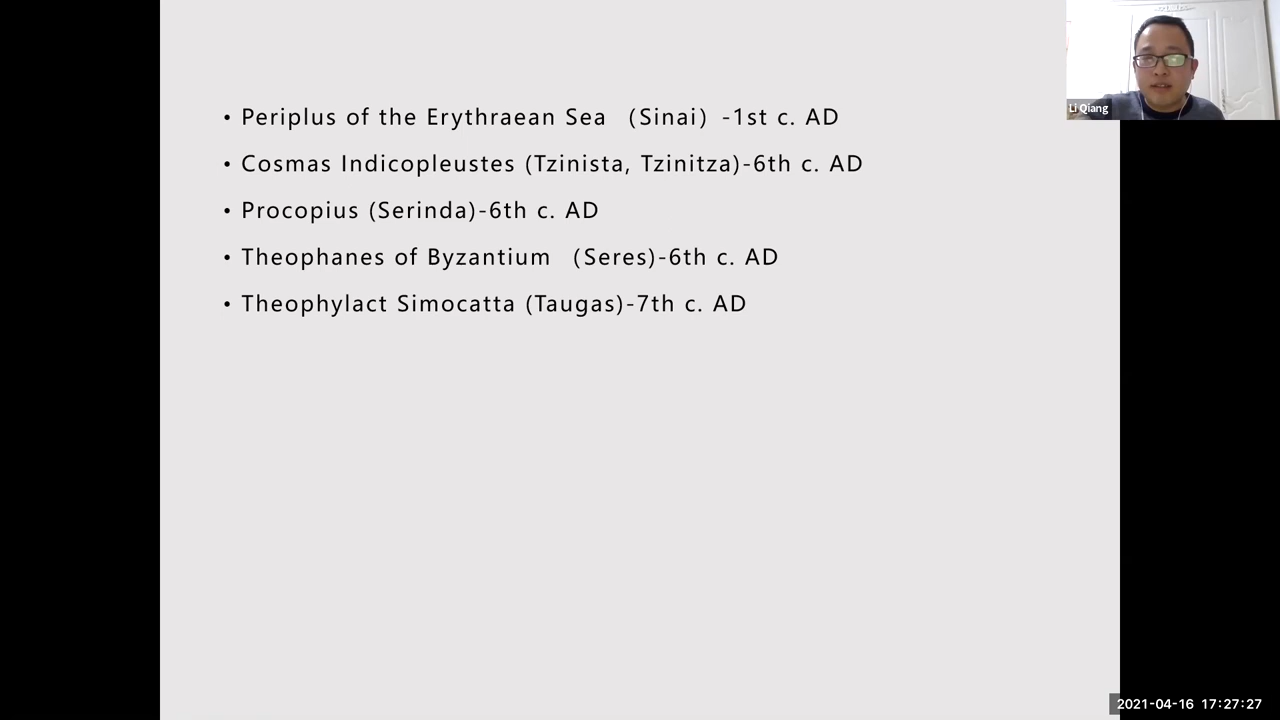 • Periplus of the Erythraean Sea （Sinai）-1st c. AD
• Cosmas Indicopleustes (Tzinista, Tzinitza)-6th c. AD
• Procopius (Serinda)-6th c. AD
• Theophanes of Byzantium （Seres)-6th c. AD
• Theophylact Simocatta (Taugas)-7th c. AD
Li Qiang
2021-04-16 17:27:27